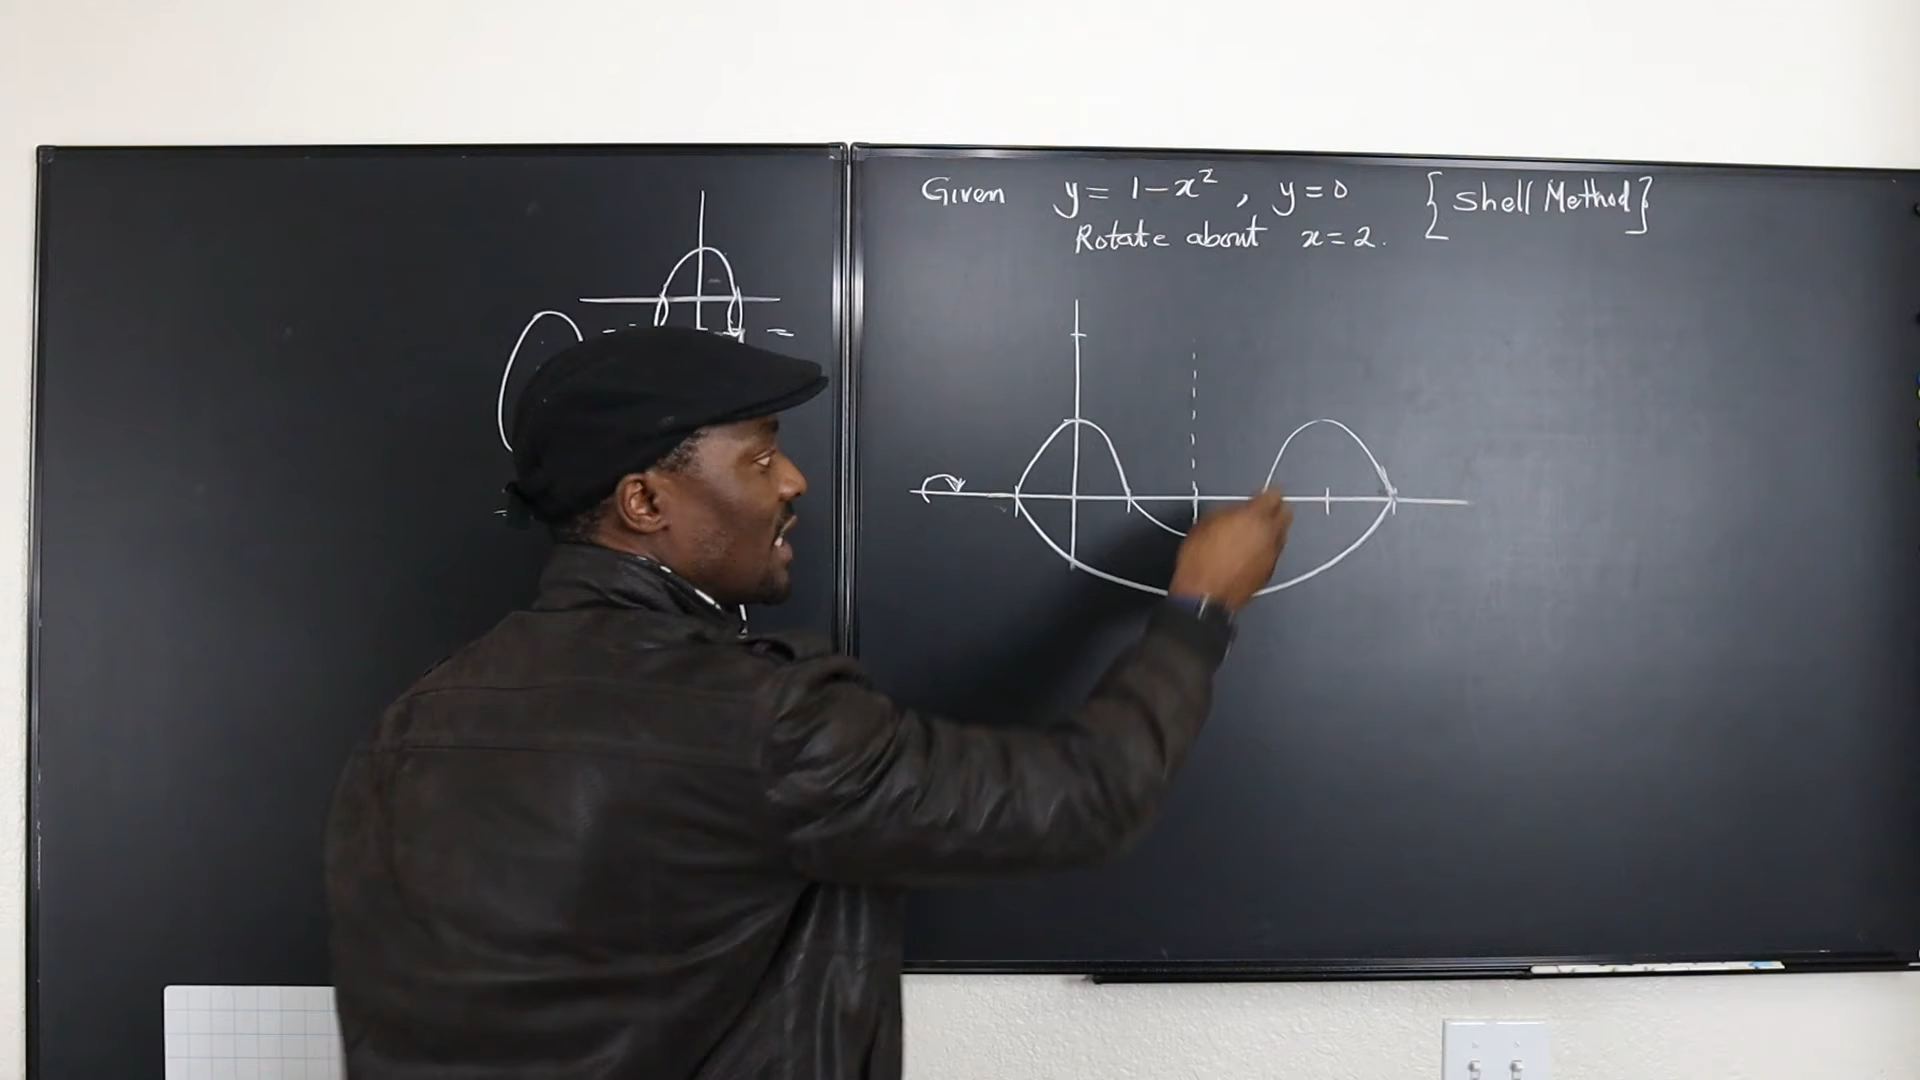 Given y = 1 - x², y = 0 {Shell Method}
Rotate about x = 2.